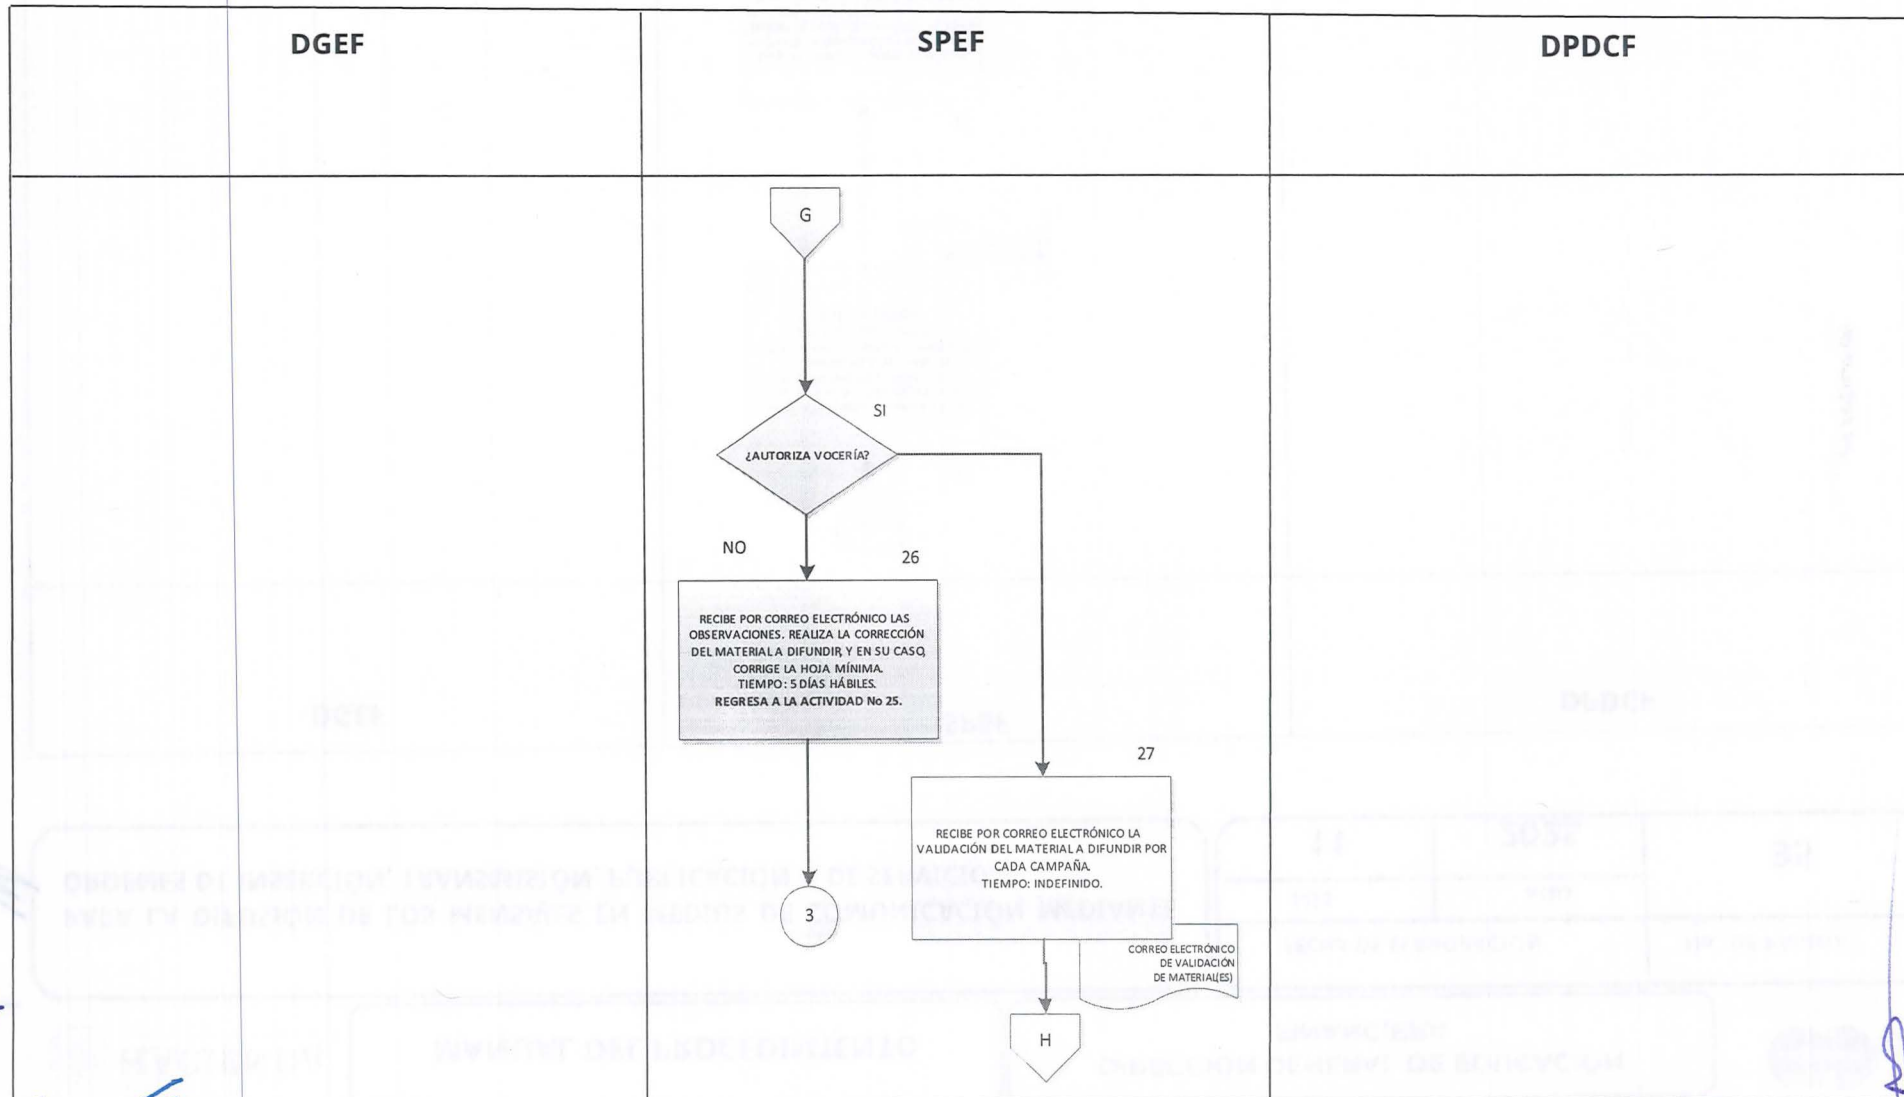 DGEF
SPEF
DPDCF
G
SI
¿AUTORIZA VOCERÍA?
NO
26
RECIBE POR CORREO ELECTRÓNICO LAS
OBSERVACIONES. REALIZA LA CORRECCIÓN
DEL MATERIAL A DIFUNDIR, Y EN SU CASO,
CORRIGE LA HOJA MÍNIMA.
TIEMPO: 5 DÍAS HÁBILES.
REGRESA A LA ACTIVIDAD No 25.
27
RECIBE POR CORREO ELECTRÓNICO LA
VALIDACIÓN DEL MATERIAL A DIFUNDIR POR
CADA CAMPAÑA.
TIEMPO: INDEFINIDO.
3
CORREO ELECTRÓNICO
DE VALIDACIÓN
DE MATERIAL(ES)
H